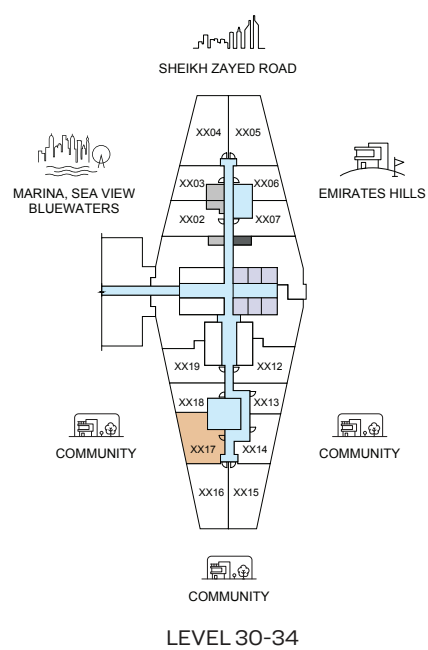 SHEIKH ZAYED ROAD
XX04 XX05
MARINA, SEA VIEW
BLUEWATERS
XX03 XX06
EMIRATES HILLS
XX02 XX07
XX19 XX12
XX18 XX13
COMMUNITY
XX17 XX14
COMMUNITY
XX16 XX15
COMMUNITY
LEVEL 30-34